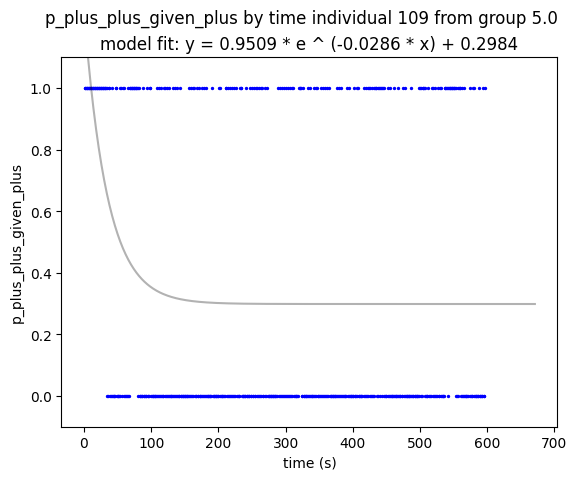 p_plus_plus_given_plus by time individual 109 from group 5.0
model fit: y = 0.9509 * e ^ (-0.0286 * x) + 0.2984
1.0
0.8
0.6
0.4
0.2
0.0
p_plus_plus_given_plus
0 100 200 300 400 500 600 700
time (s)